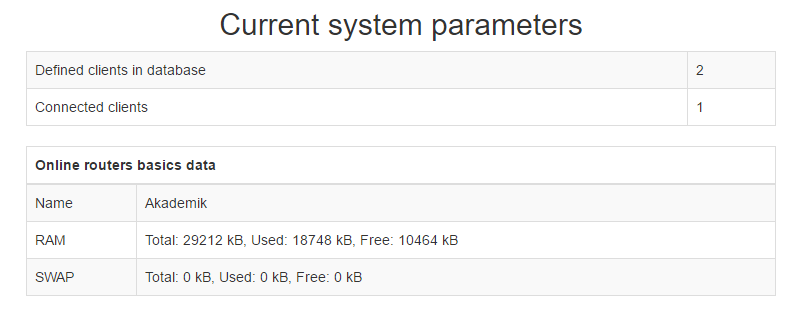 Current system parameters
Defined clients in database 2
Connected clients 1
Online routers basics data
Name Akademik
RAM Total: 29212 kB, Used: 18748 kB, Free: 10464 kB
SWAP Total: 0 kB, Used: 0 kB, Free: 0 kB